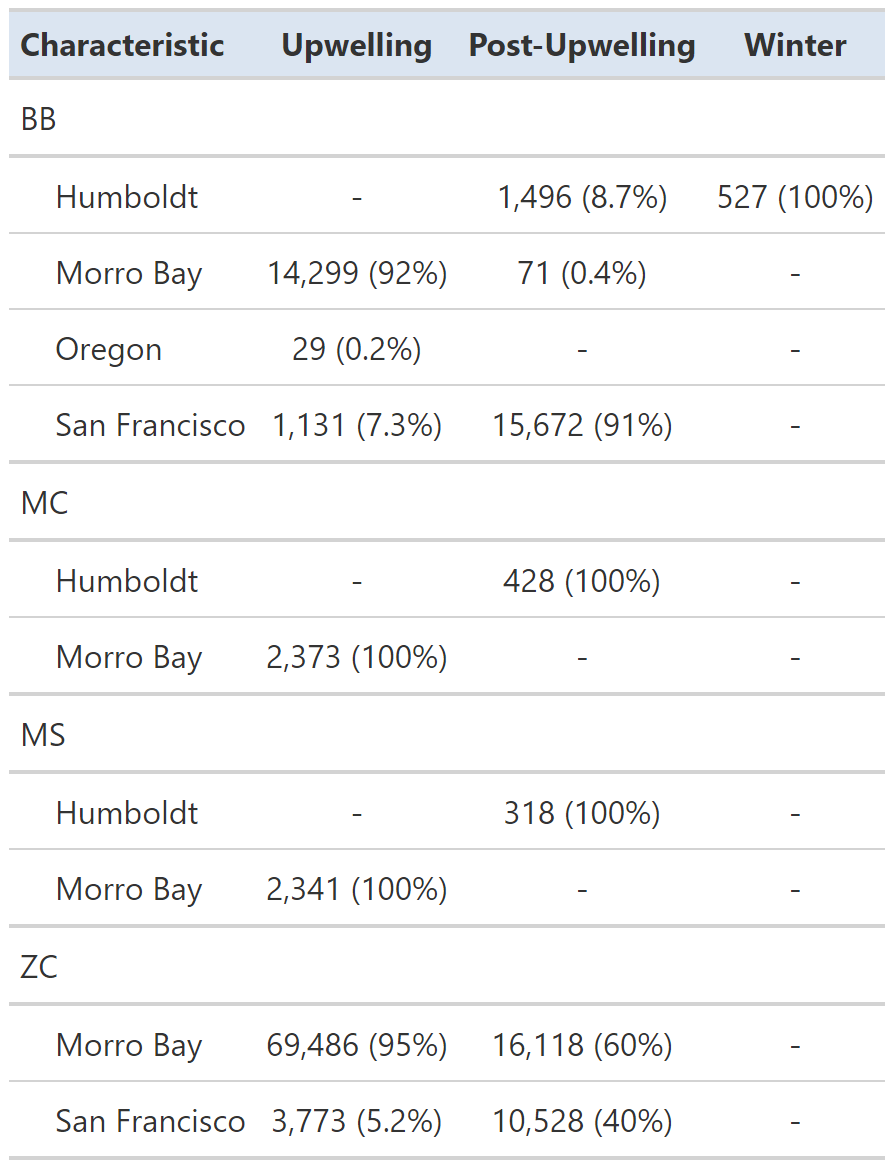 Characteristic Upwelling Post-Upwelling Winter
BB
Humboldt - 1,496 (8.7%) 527 (100%)
Morro Bay 14,299 (92%) 71 (0.4%) -
Oregon 29 (0.2%) - -
San Francisco 1,131 (7.3%) 15,672 (91%) -
MC
Humboldt - 428 (100%) -
Morro Bay 2,373 (100%) - -
MS
Humboldt - 318 (100%) -
Morro Bay 2,341 (100%) - -
ZC
Morro Bay 69,486 (95%) 16,118 (60%) -
San Francisco 3,773 (5.2%) 10,528 (40%) -